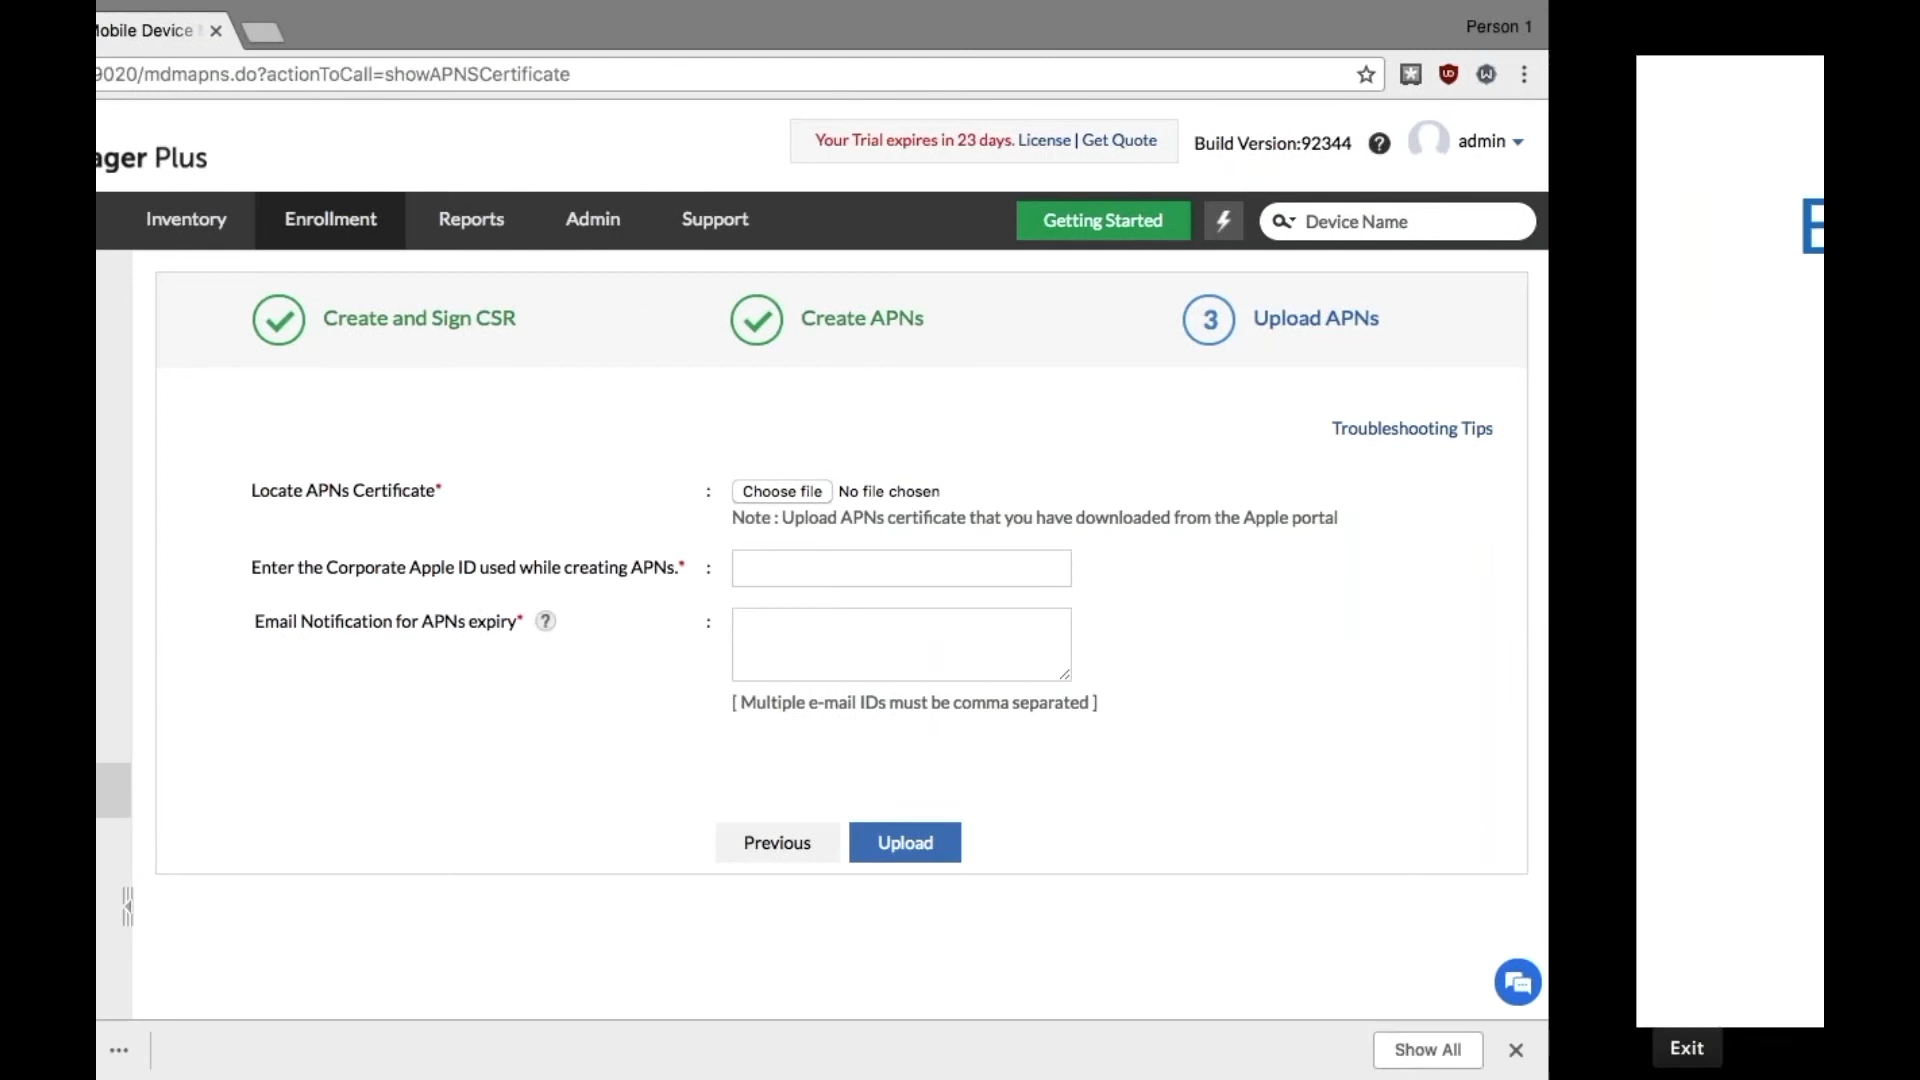 Mobile Device
Person 1
9020/mdmapns.do?actionToCall=showAPNSCertificate
ager Plus
Your Trial expires in 23 days. License | Get Quote
Build Version:92344
admin
Inventory
Enrollment
Reports
Admin
Support
Getting Started
Device Name
Create and Sign CSR
Create APNs
3
Upload APNs
Troubleshooting Tips
Locate APNs Certificate* : Choose file No file chosen
Note : Upload APNs certificate that you have downloaded from the Apple portal
Enter the Corporate Apple ID used while creating APNs.* :
Email Notification for APNs expiry* ? :
[ Multiple e-mail IDs must be comma separated ]
Previous
Upload
Show All
Exit